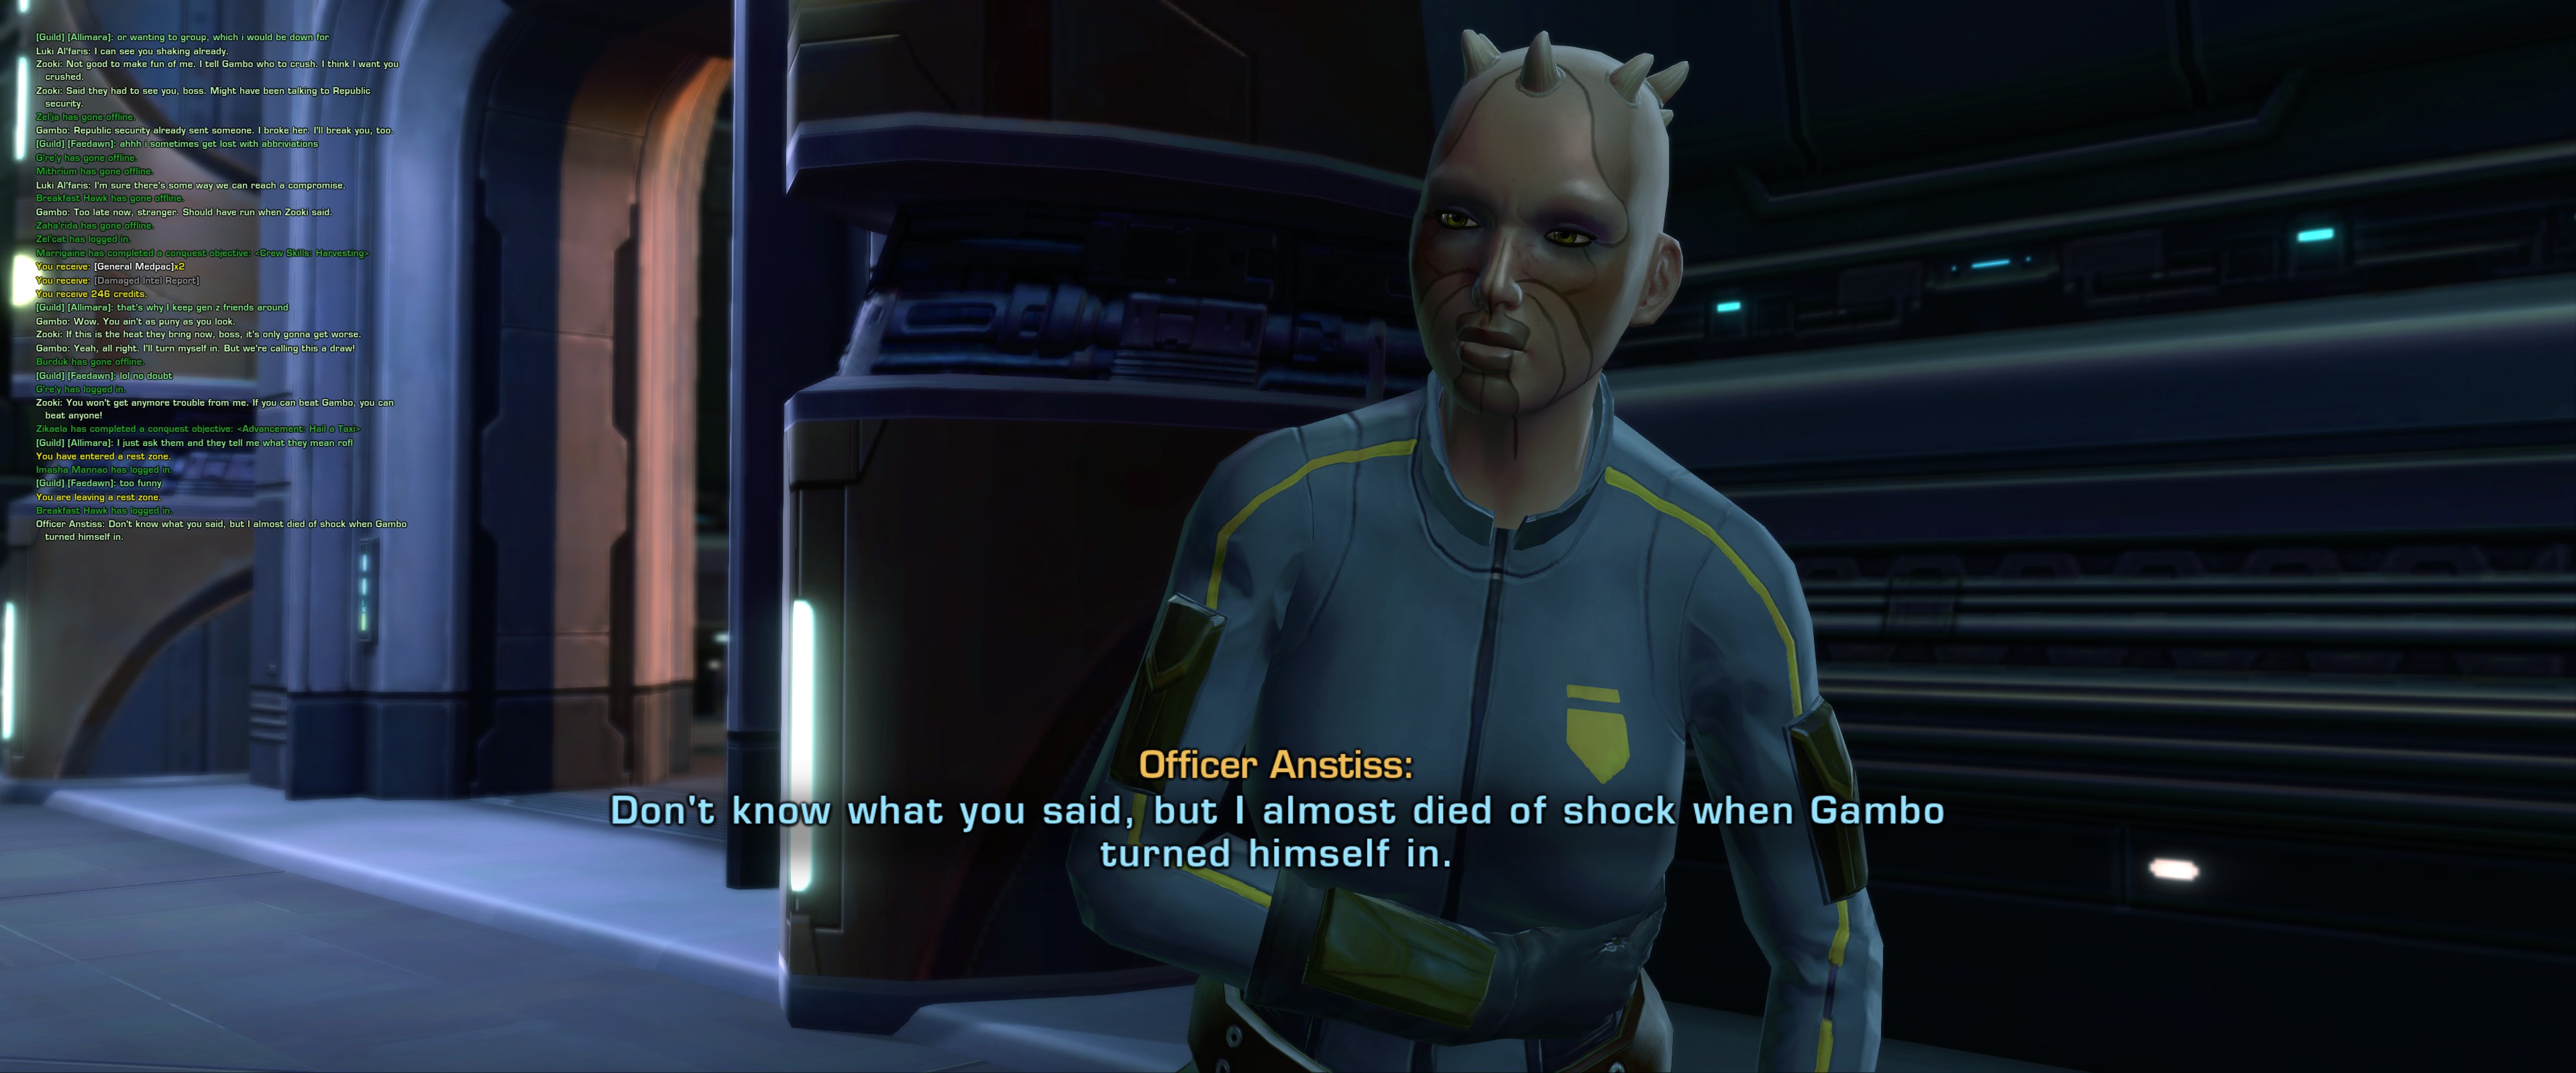 [Guild] [Allimara]: or wanting to group, which i would be down for
Luki Al'faris: I can see you shaking already.
Zooki: Not good to make fun of me. I tell Gambo who to crush. I think I want you
crushed.
Zooki: Said they had to see you, boss. Might have been talking to Republic
security.
Zel'ja has gone offline.
Gambo: Republic security already sent someone. I broke her. I'll break you, too.
[Guild] [Faedawn]: ahhh i sometimes get lost with abbriviations
G're'y has gone offline.
Mithrium has gone offline.
Luki Al'faris: I'm sure there's some way we can reach a compromise.
Breakfast Hawk has gone offline.
Gambo: Too late now, stranger. Should have run when Zooki said.
Zaha'rida has gone offline.
Zel'cat has logged in.
Marrigaine has completed a conquest objective: <Crew Skills: Harvesting>
You receive: [General Medpac]x2
You receive: [Damaged Intel Report]
You receive 246 credits.
[Guild] [Allimara]: that's why I keep gen z friends around
Gambo: Wow. You ain't as puny as you look.
Zooki: If this is the heat they bring now, boss, it's only gonna get worse.
Gambo: Yeah, all right. I'll turn myself in. But we're calling this a draw!
Burduk has gone offline.
[Guild] [Faedawn]: lol no doubt
G're'y has logged in.
Zooki: You won't get anymore trouble from me. If you can beat Gambo, you can
beat anyone!
Zikaela has completed a conquest objective: <Advancement: Hail a Taxi>
[Guild] [Allimara]: I just ask them and they tell me what they mean rofl
You have entered a rest zone.
Imasha Mannao has logged in.
[Guild] [Faedawn]: too funny
You are leaving a rest zone.
Breakfast Hawk has logged in.
Officer Anstiss: Don't know what you said, but I almost died of shock when Gambo
turned himself in.
Officer Anstiss:
Don't know what you said, but I almost died of shock when Gambo
turned himself in.